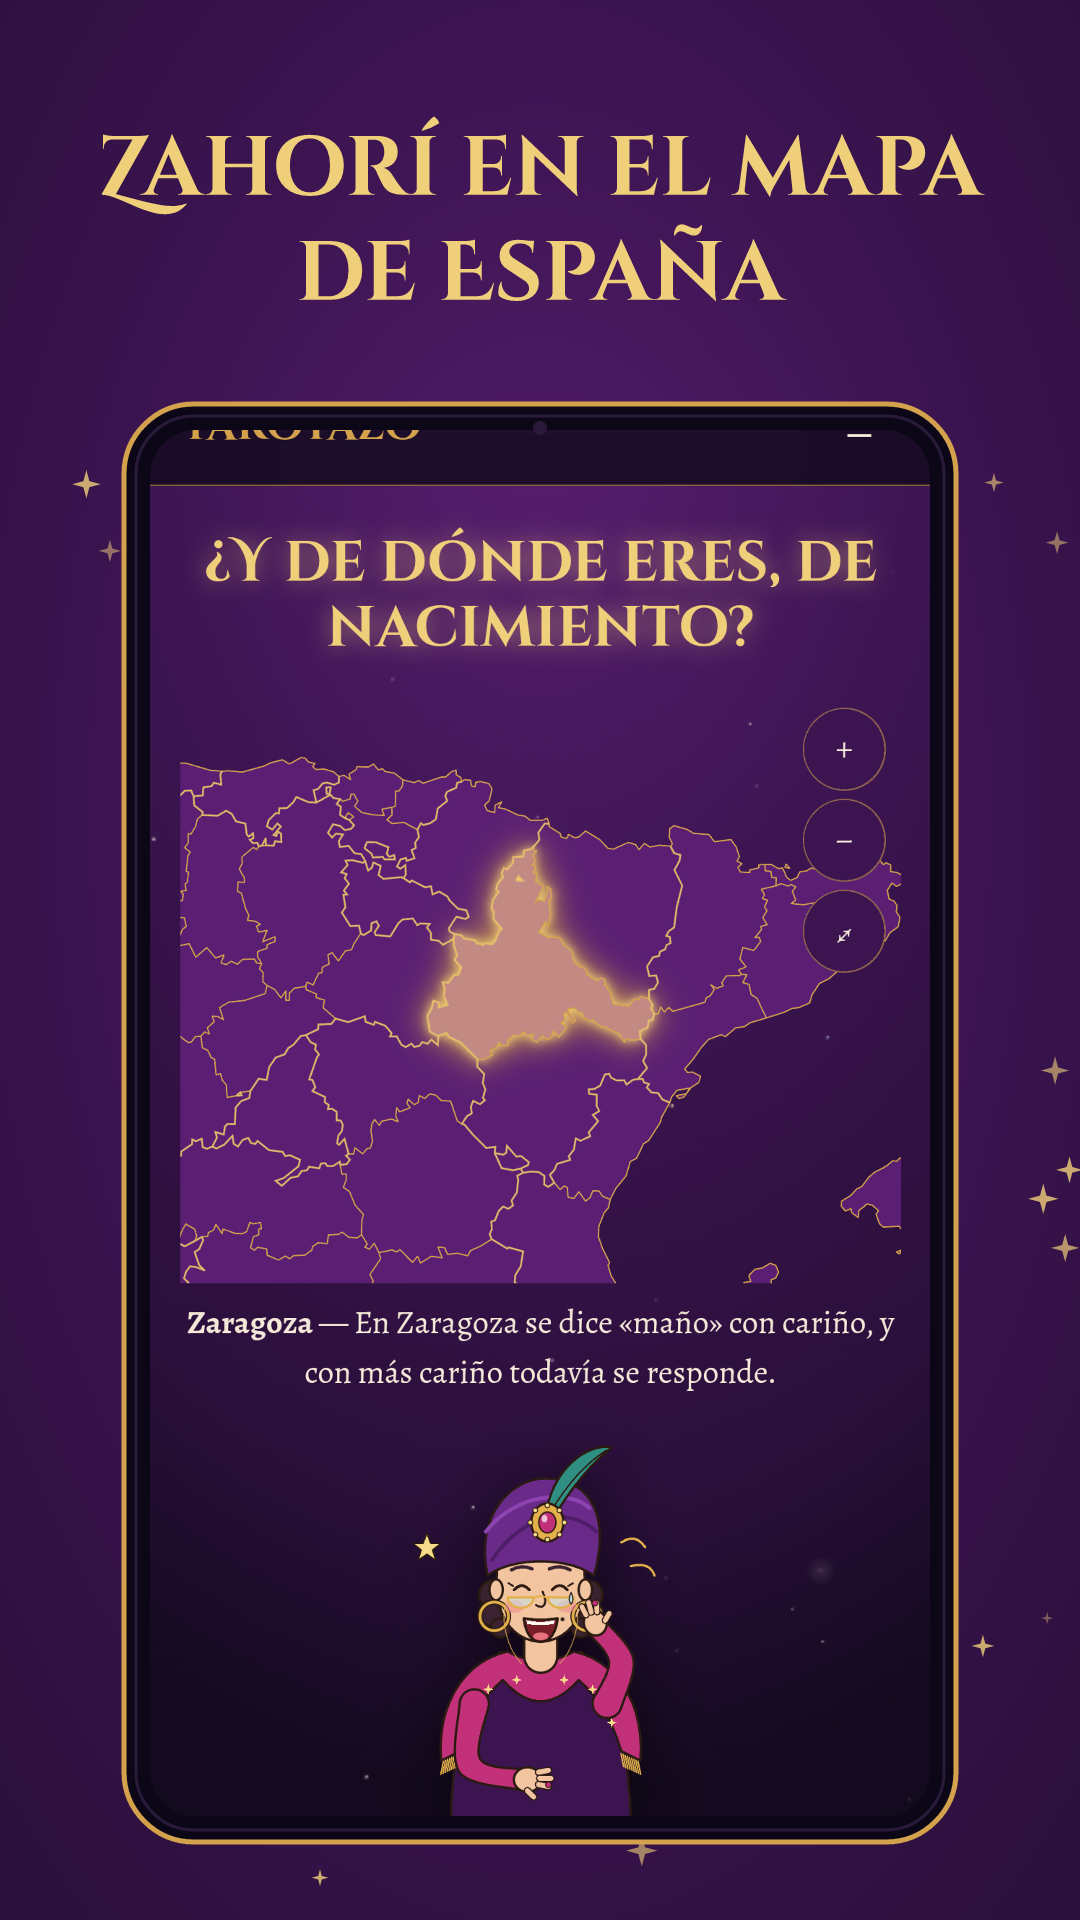 ZAHORÍ EN EL MAPA
DE ESPAÑA
TAROTAZO
¿Y DE DÓNDE ERES, DE
NACIMIENTO?
+
−
Zaragoza — En Zaragoza se dice «maño» con cariño, y
con más cariño todavía se responde.